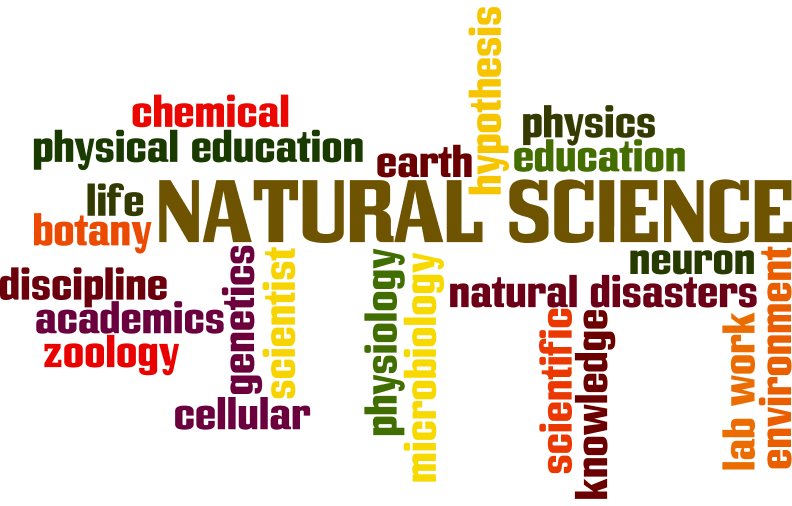 hypothesis
chemical
physics
physical education
earth
education
life
NATURAL SCIENCE
botany
genetics
scientist
physiology
microbiology
neuron
environment
discipline
natural disasters
academics
scientific
knowledge
lab work
zoology
cellular